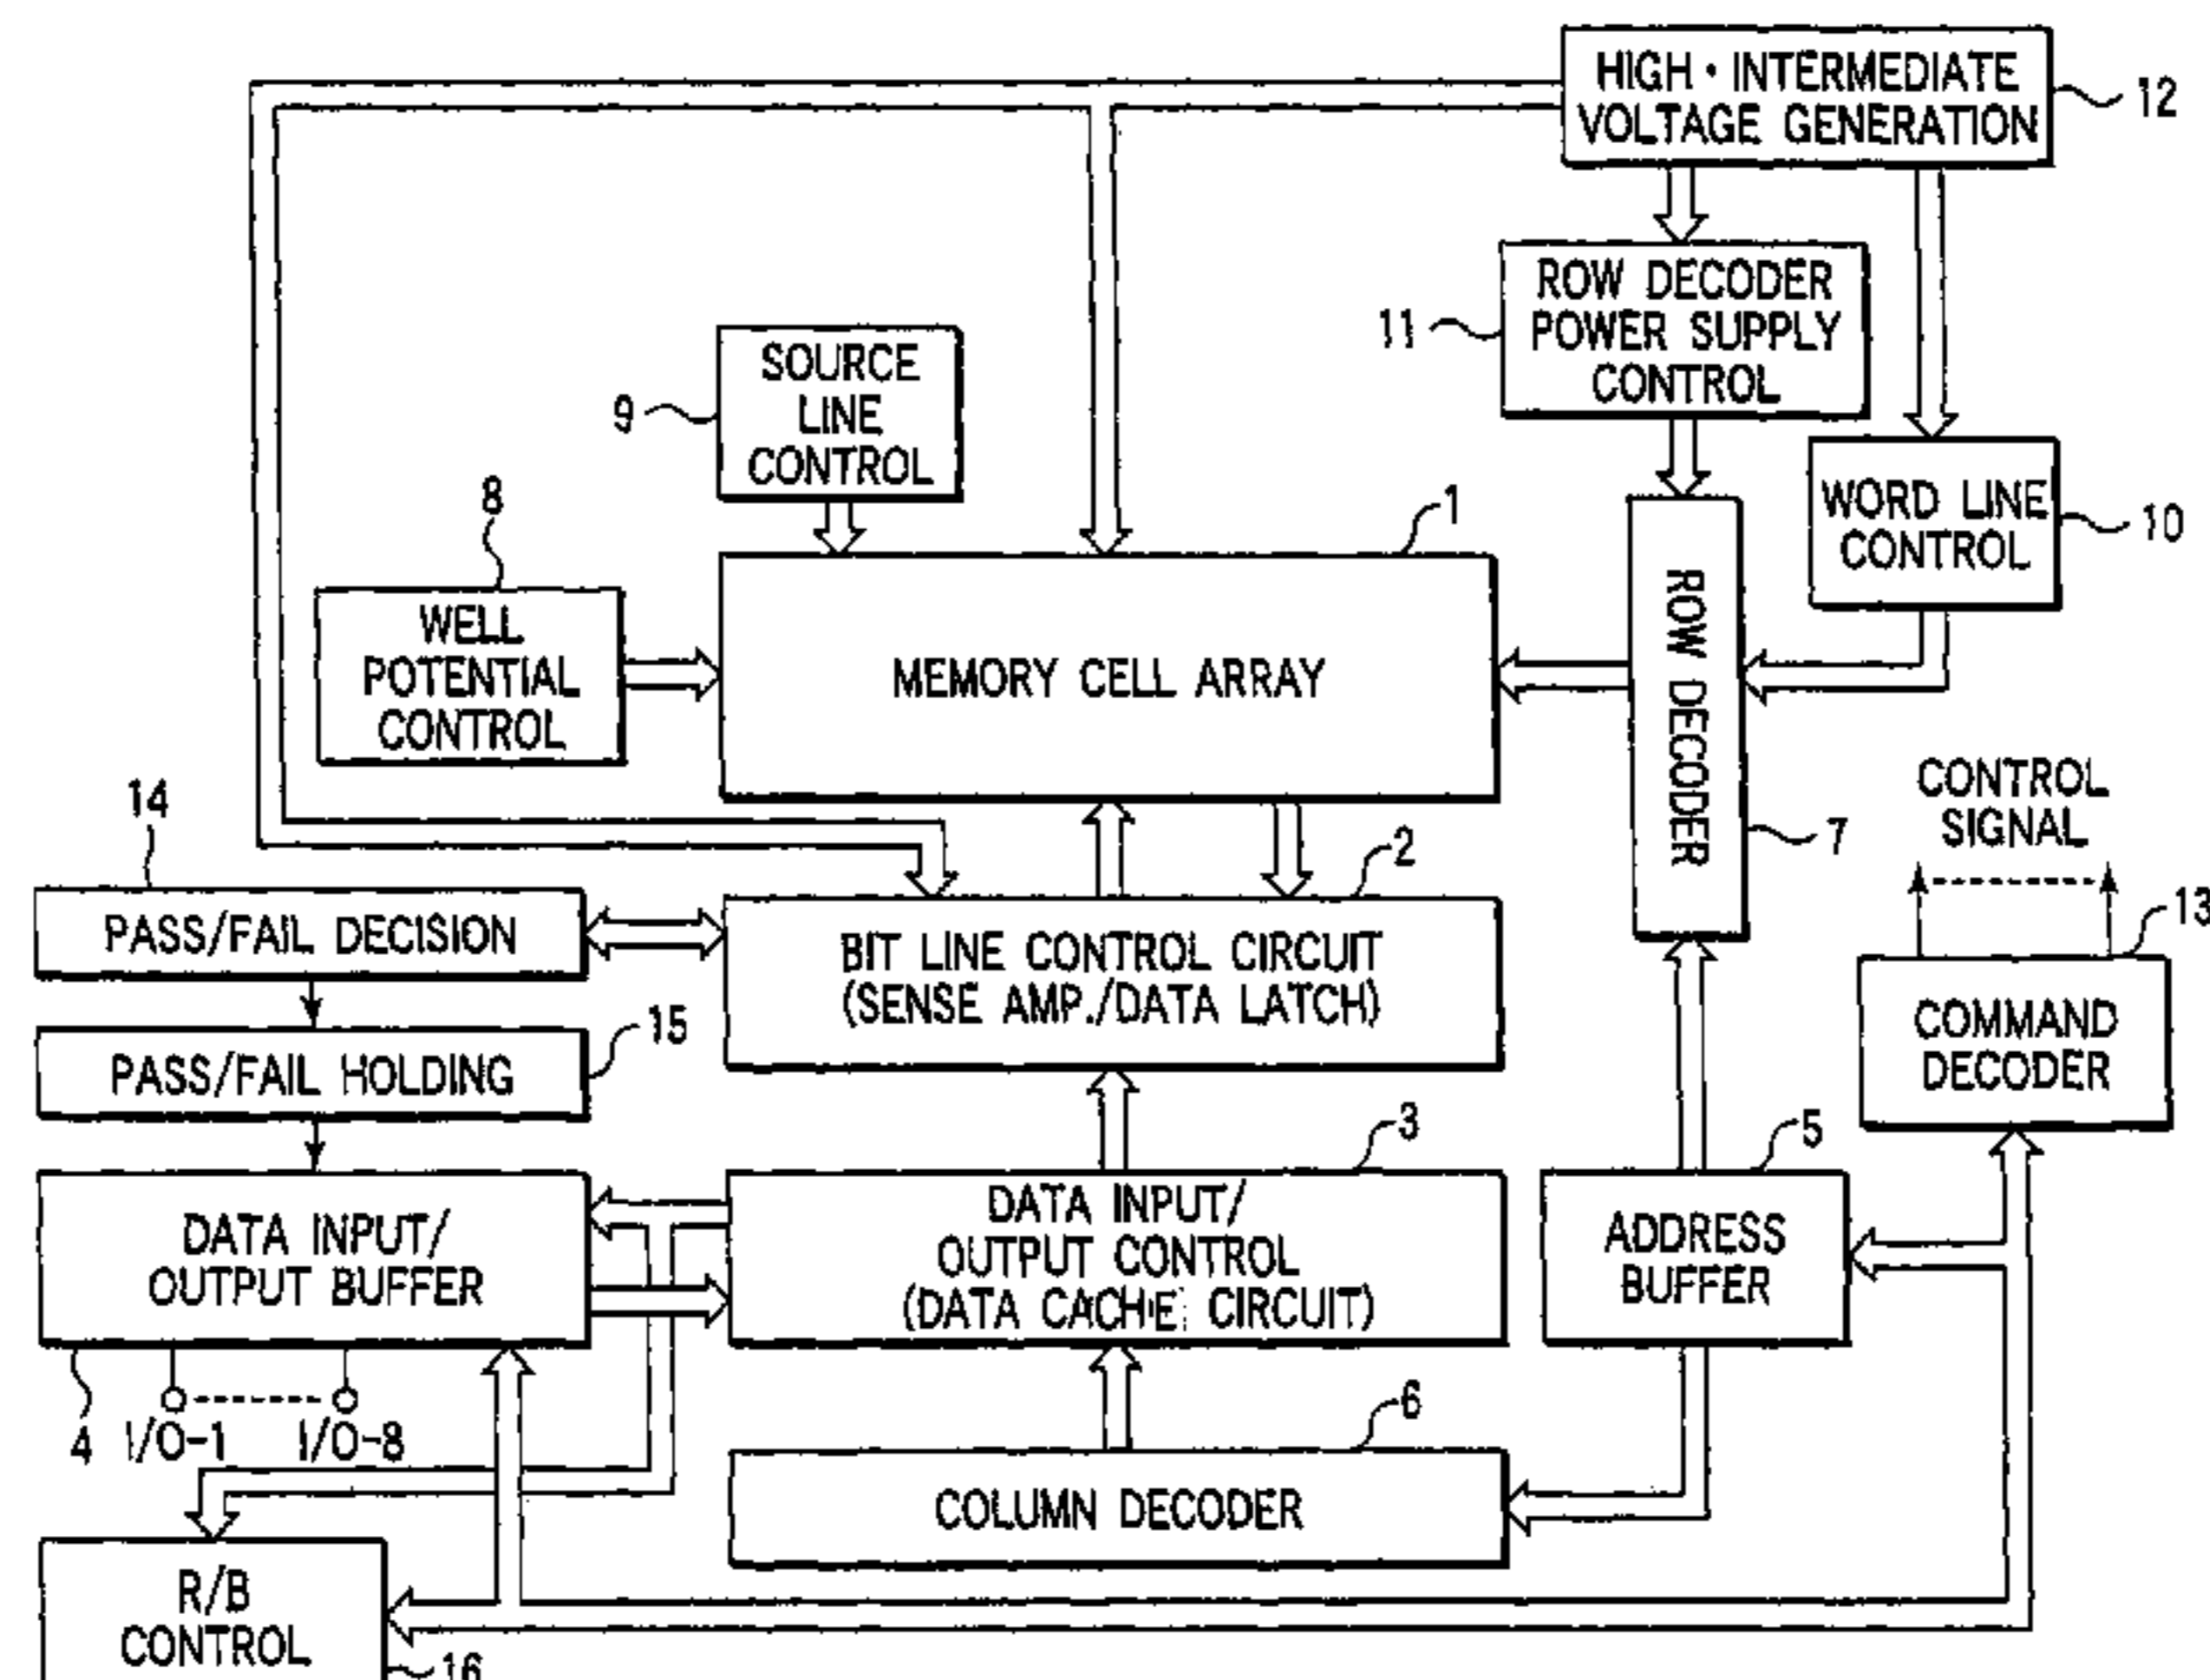 HIGH・INTERMEDIATE
VOLTAGE GENERATION
12
ROW DECODER
POWER SUPPLY
CONTROL
11
SOURCE
LINE
CONTROL
9
WORD LINE
CONTROL
10
8
WELL
POTENTIAL
CONTROL
1
MEMORY CELL ARRAY
ROW DECODER
7
CONTROL
SIGNAL
14
PASS/FAIL DECISION
2
BIT LINE CONTROL CIRCUIT
(SENSE AMP./DATA LATCH)
13
COMMAND
DECODER
15
PASS/FAIL HOLDING
3
DATA INPUT/
OUTPUT CONTROL
(DATA CACHE CIRCUIT)
5
ADDRESS
BUFFER
DATA INPUT/
OUTPUT BUFFER
4
I/O-1
I/O-8
6
COLUMN DECODER
R/B
CONTROL
16